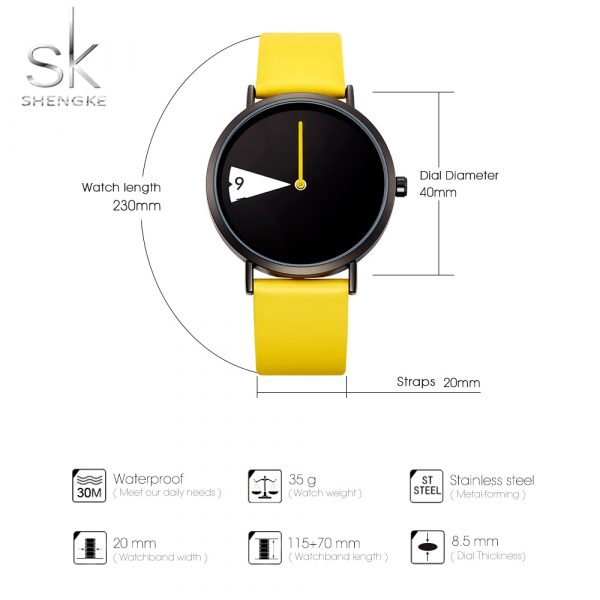 sk
SHENGKE
9
Watch length
230mm
Dial Diameter
40mm
Straps 20mm
30M
Waterproof
( Meet our daily needs )
35 g
( Watch weight )
ST
STEEL
Stainless steel
( Metal-forming )
20 mm
( Watchband width )
115+70 mm
( Watchband length )
8.5 mm
( Dial Thickness )